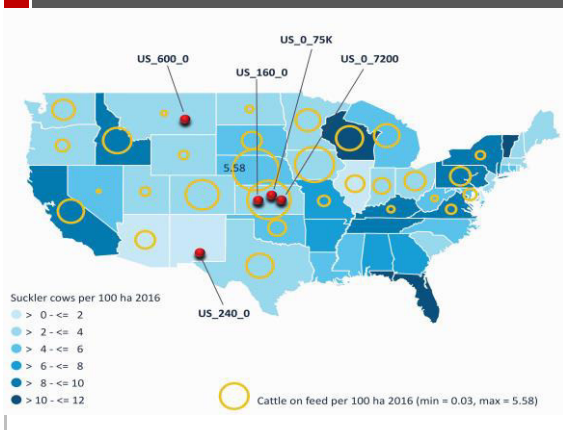 US_0_75K
US_600_0
US_0_7200
US_160_0
5.58
US_240_0
Suckler cows per 100 ha 2016
> 0 - <= 2
> 2 - <= 4
> 4 - <= 6
> 6 - <= 8
> 8 - <= 10
> 10 - <= 12
Cattle on feed per 100 ha 2016 (min = 0.03, max = 5.58)